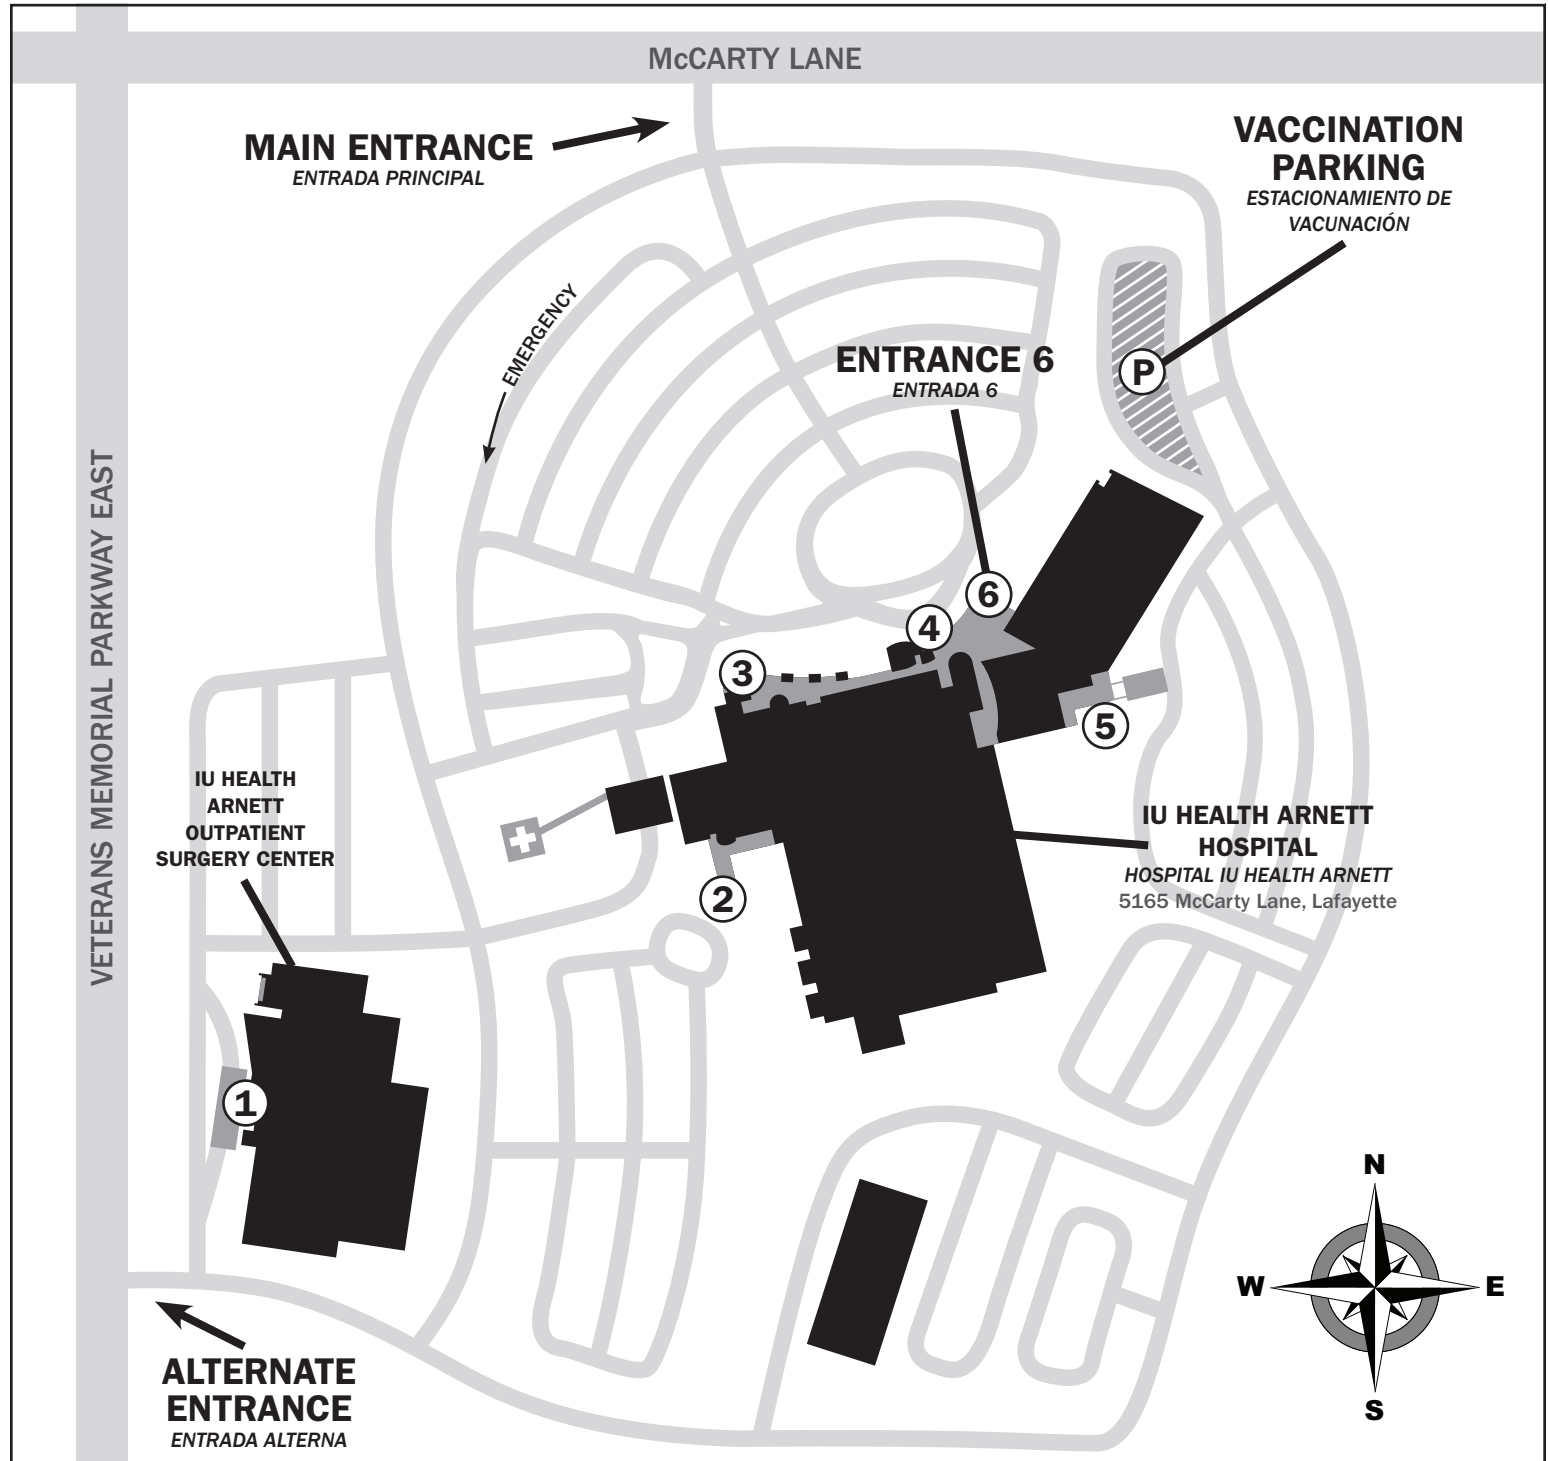 McCARTY LANE
MAIN ENTRANCE
ENTRADA PRINCIPAL
VACCINATION
PARKING
ESTACIONAMIENTO DE
VACUNACIÓN
EMERGENCY
ENTRANCE 6
ENTRADA 6
P
VETERANS MEMORIAL PARKWAY EAST
6
4
3
5
IU HEALTH
ARNETT
OUTPATIENT
SURGERY CENTER
IU HEALTH ARNETT
HOSPITAL
HOSPITAL IU HEALTH ARNETT
5165 McCarty Lane, Lafayette
2
1
N
W
E
S
ALTERNATE
ENTRANCE
ENTRADA ALTERNA